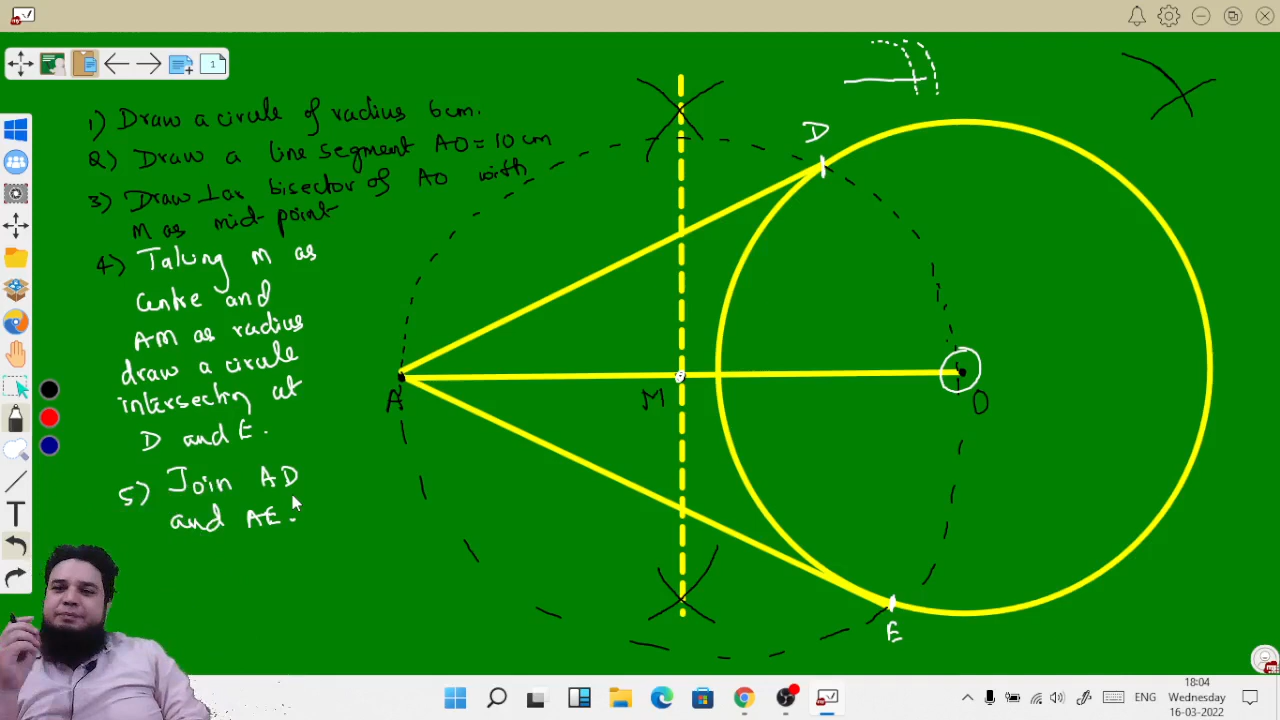 1) Draw a circle of radius 6cm.
2) Draw a line segment AO = 10 cm
3) Draw ⊥ar bisector of AO with
M as mid-point
4) Taking M as
centre and
AM as radius
draw a circle
intersecting at
D and E.
5) Join AD
and AE.
D
A
M
O
E
1
T
ENG
18:04
Wednesday
16-03-2022